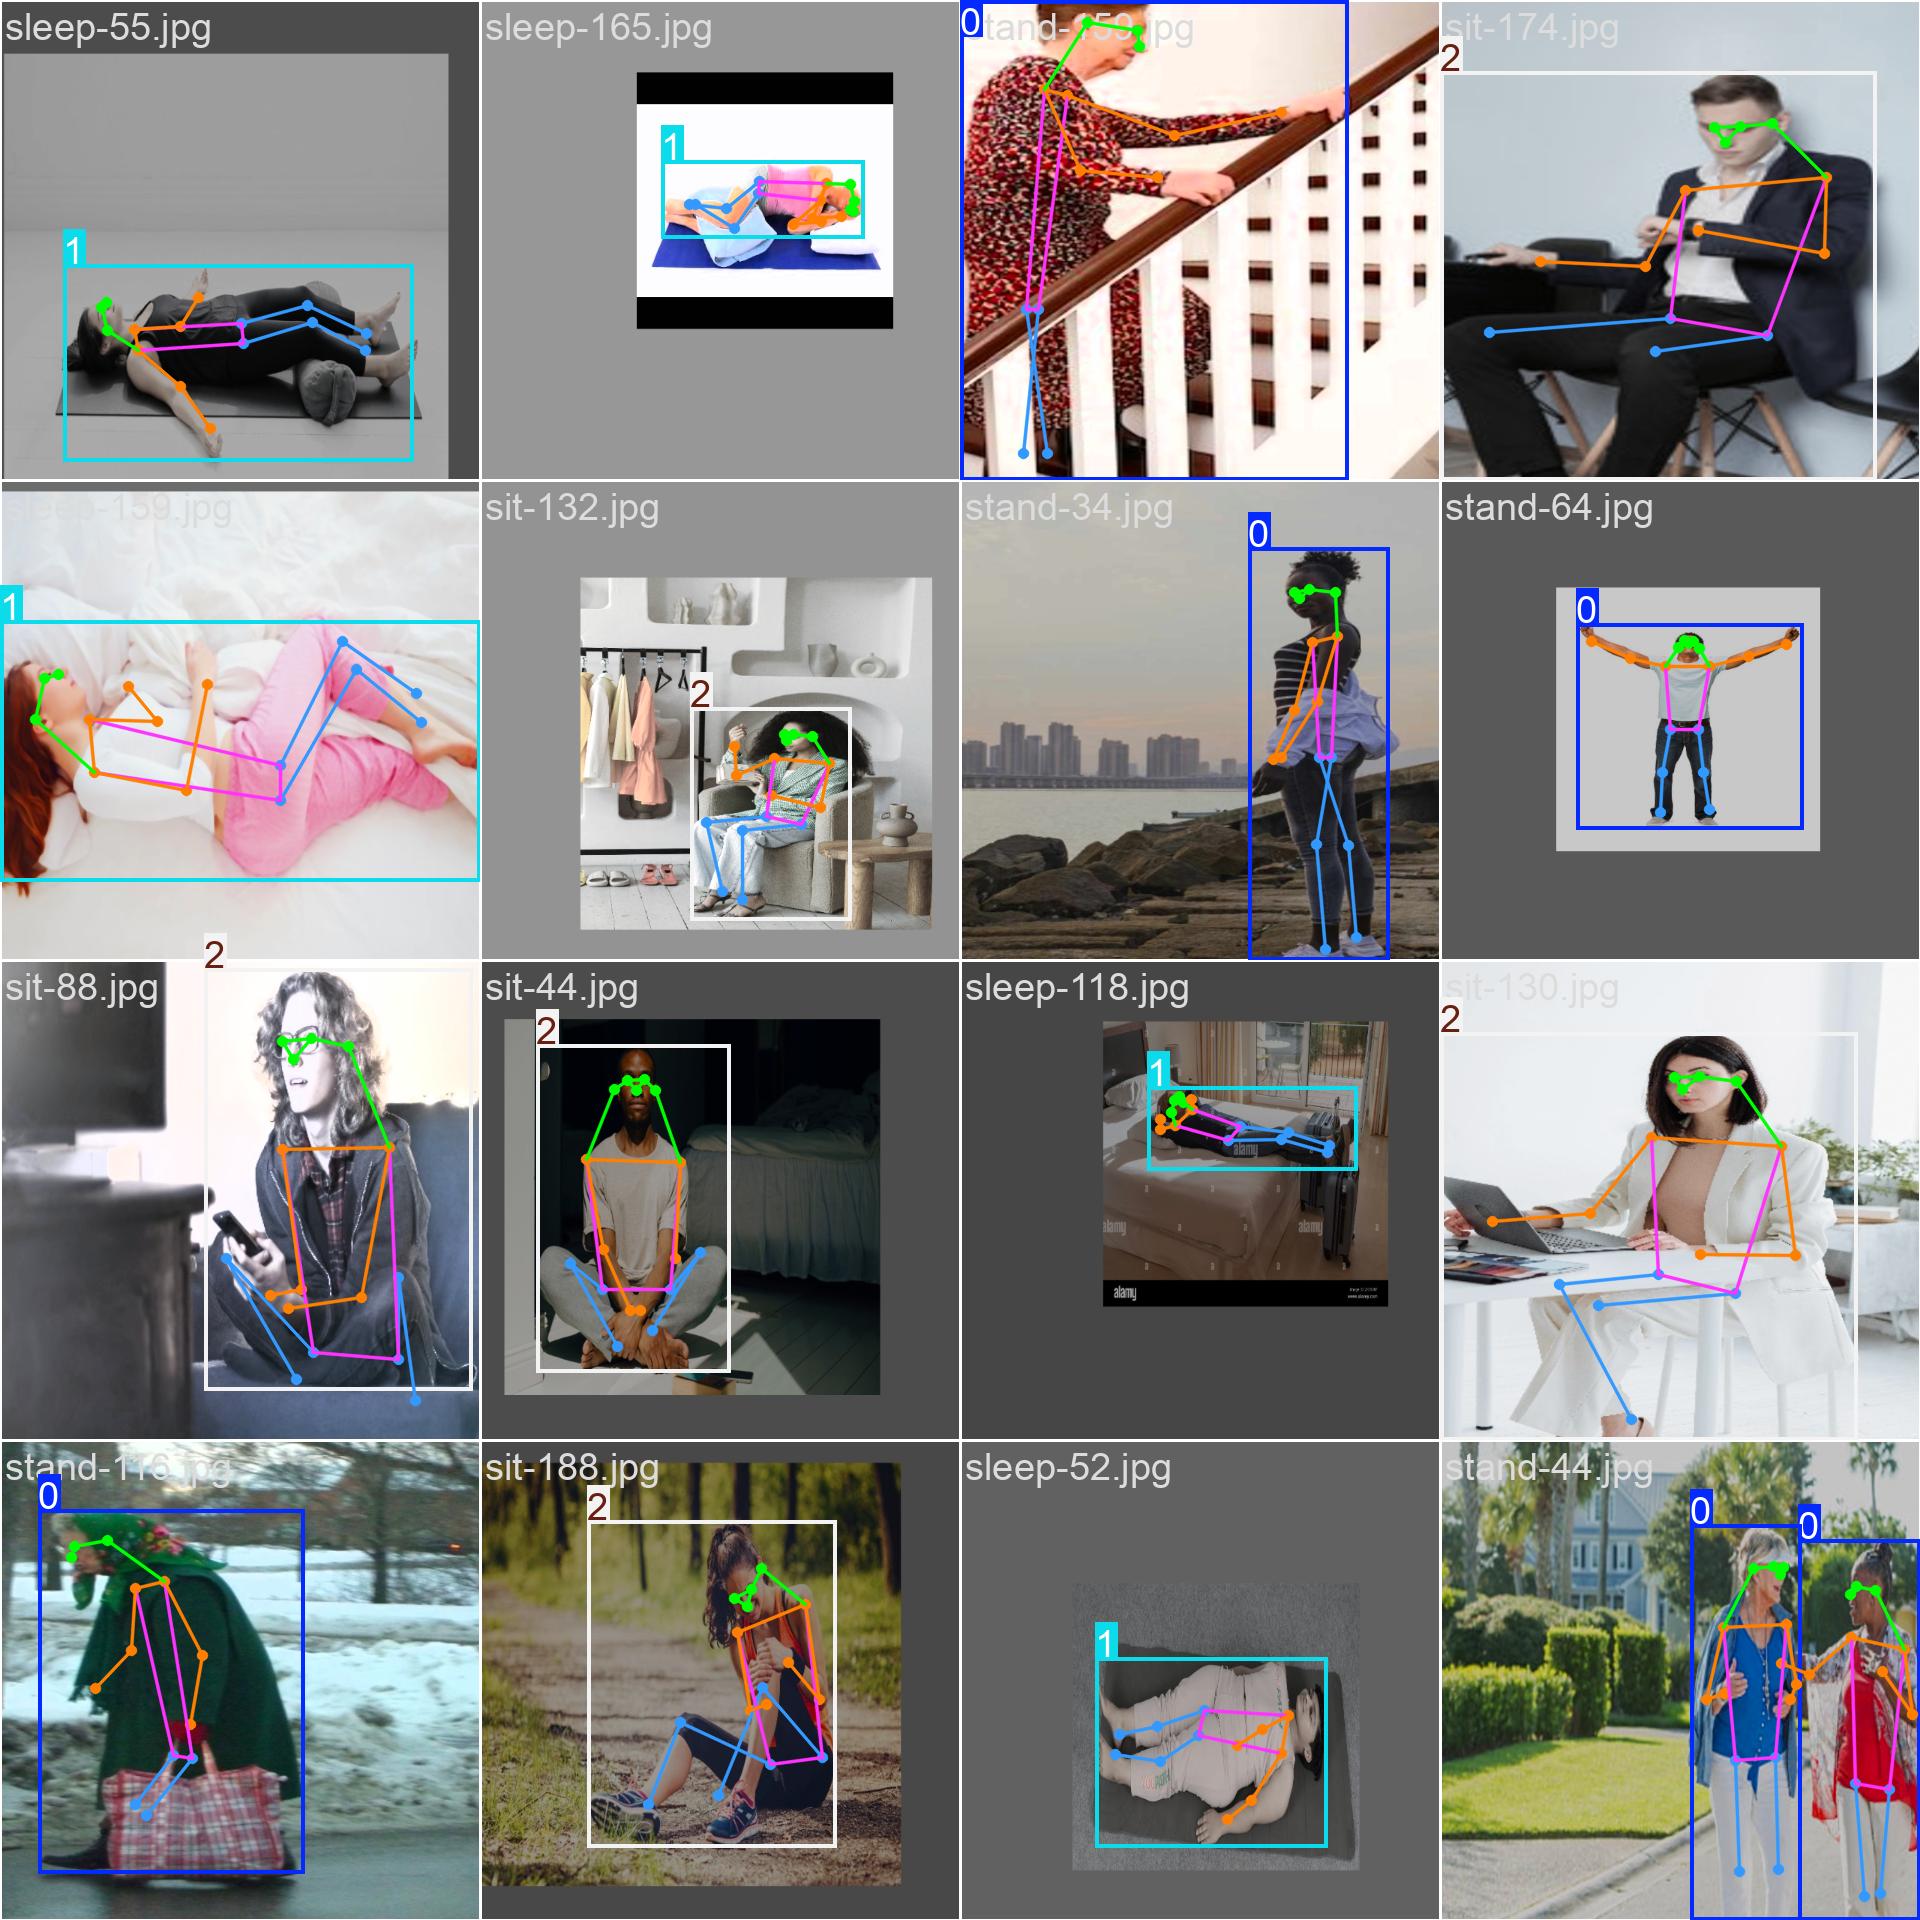 sleep-55.jpg
sleep-165.jpg
stand-159.jpg
sit-174.jpg
1
1
0
2
sleep-159.jpg
sit-132.jpg
stand-34.jpg
stand-64.jpg
1
2
0
0
sit-88.jpg
sit-44.jpg
sleep-118.jpg
sit-130.jpg
2
2
1
2
alamy
alamy
alamy
alamy
stand-116.jpg
sit-188.jpg
sleep-52.jpg
stand-44.jpg
0
2
1
0
0